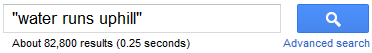 "water runs uphill"
About 82,800 results (0.25 seconds) Advanced search